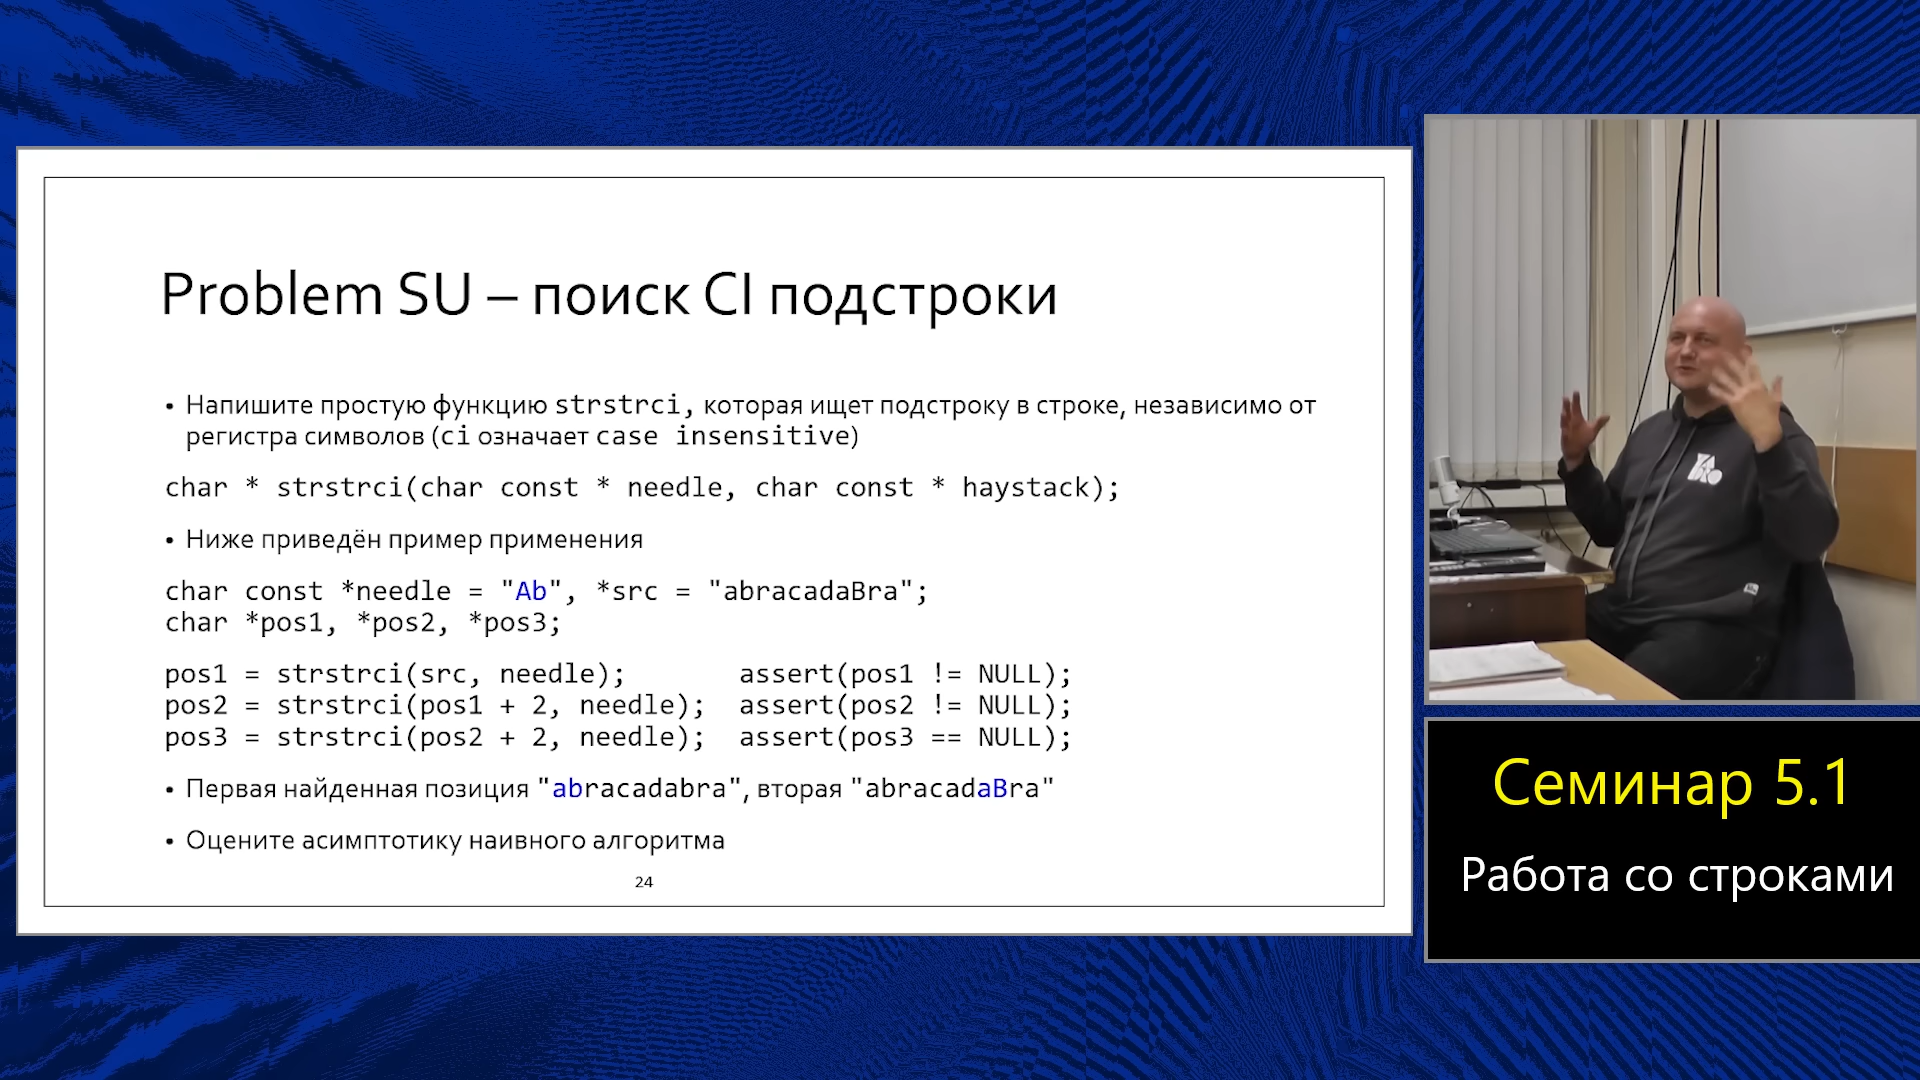 Problem SU – поиск CI подстроки
• Напишите простую функцию strstrci, которая ищет подстроку в строке, независимо от
регистра символов (ci означает case insensitive)
char * strstrci(char const * needle, char const * haystack);
• Ниже приведён пример применения
char const *needle = "Ab", *src = "abracadaBra";
char *pos1, *pos2, *pos3;
pos1 = strstrci(src, needle); assert(pos1 != NULL);
pos2 = strstrci(pos1 + 2, needle); assert(pos2 != NULL);
pos3 = strstrci(pos2 + 2, needle); assert(pos3 == NULL);
• Первая найденная позиция "abracadabra", вторая "abracadaBra"
• Оцените асимптотику наивного алгоритма
24
Семинар 5.1
Работа со строками